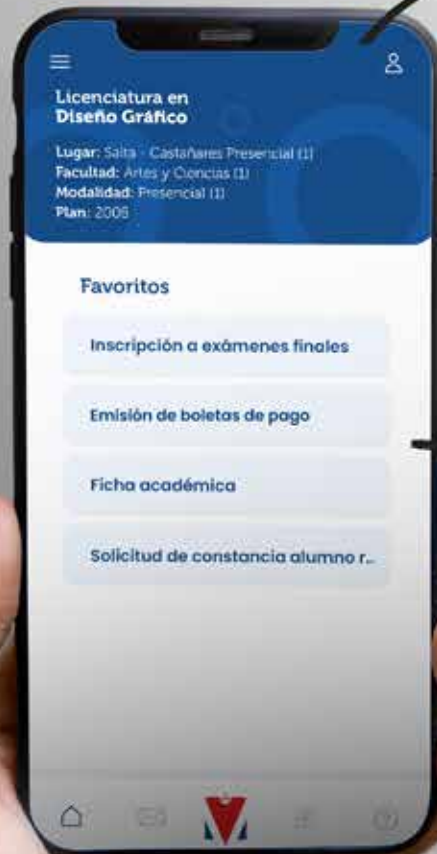 Licenciatura en
Diseño Gráfico
Lugar: Salta - Castañares Presencial (1)
Facultad: Artes y Ciencias (1)
Modalidad: Presencial (1)
Plan: 2006
Favoritos
Inscripción a exámenes finales
Emisión de boletas de pago
Ficha académica
Solicitud de constancia alumno r...